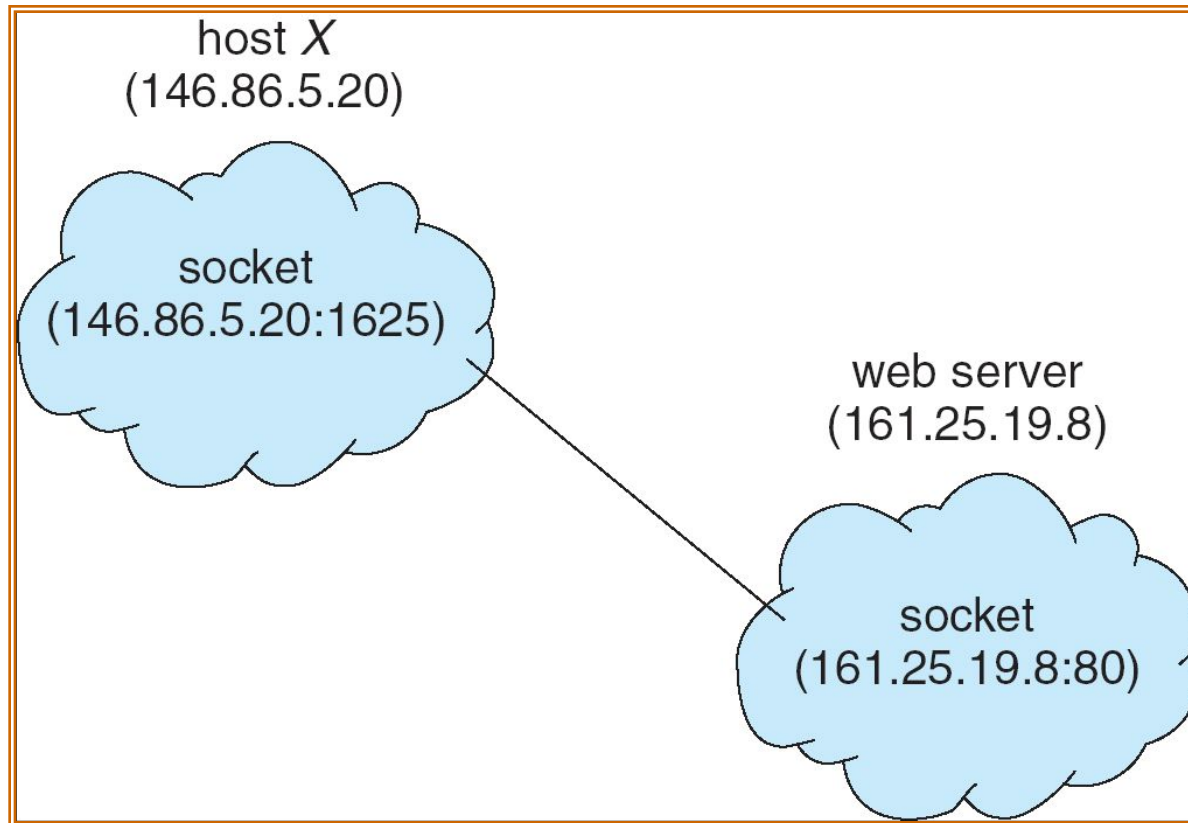 host X
(146.86.5.20)
socket
(146.86.5.20:1625)
web server
(161.25.19.8)
socket
(161.25.19.8:80)